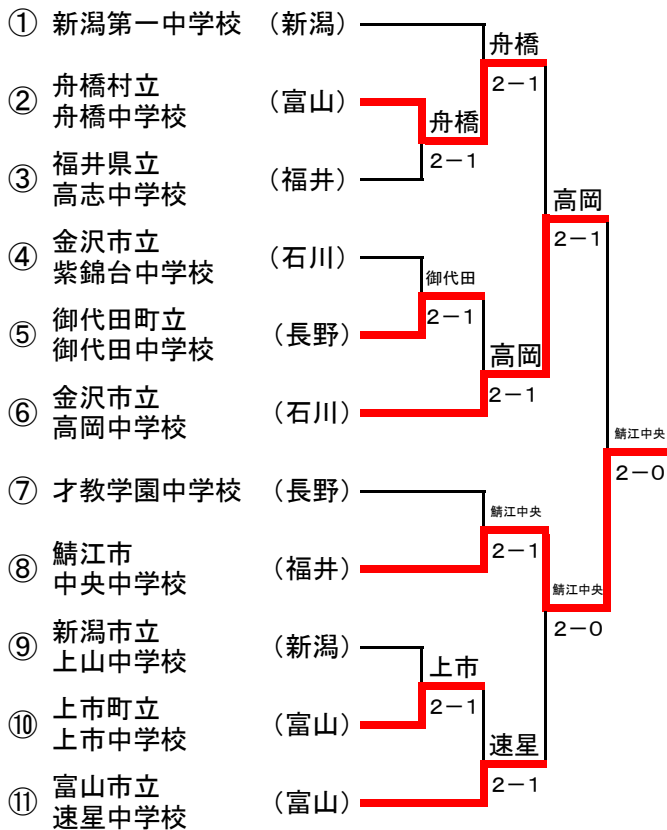 ① 新潟第一中学校 （新潟）
② 舟橋村立
舟橋中学校 （富山）
③ 福井県立
高志中学校 （福井）
④ 金沢市立
紫錦台中学校 （石川）
⑤ 御代田町立
御代田中学校 （長野）
⑥ 金沢市立
高岡中学校 （石川）
⑦ 才教学園中学校 （長野）
⑧ 鯖江市
中央中学校 （福井）
⑨ 新潟市立
上山中学校 （新潟）
⑩ 上市町立
上市中学校 （富山）
⑪ 富山市立
速星中学校 （富山）
舟橋
2－1
御代田
2－1
上市
2－1
舟橋
2－1
高岡
2－1
鯖江中央
2－1
速星
2－1
高岡
2－1
鯖江中央
2－0
鯖江中央
2－0